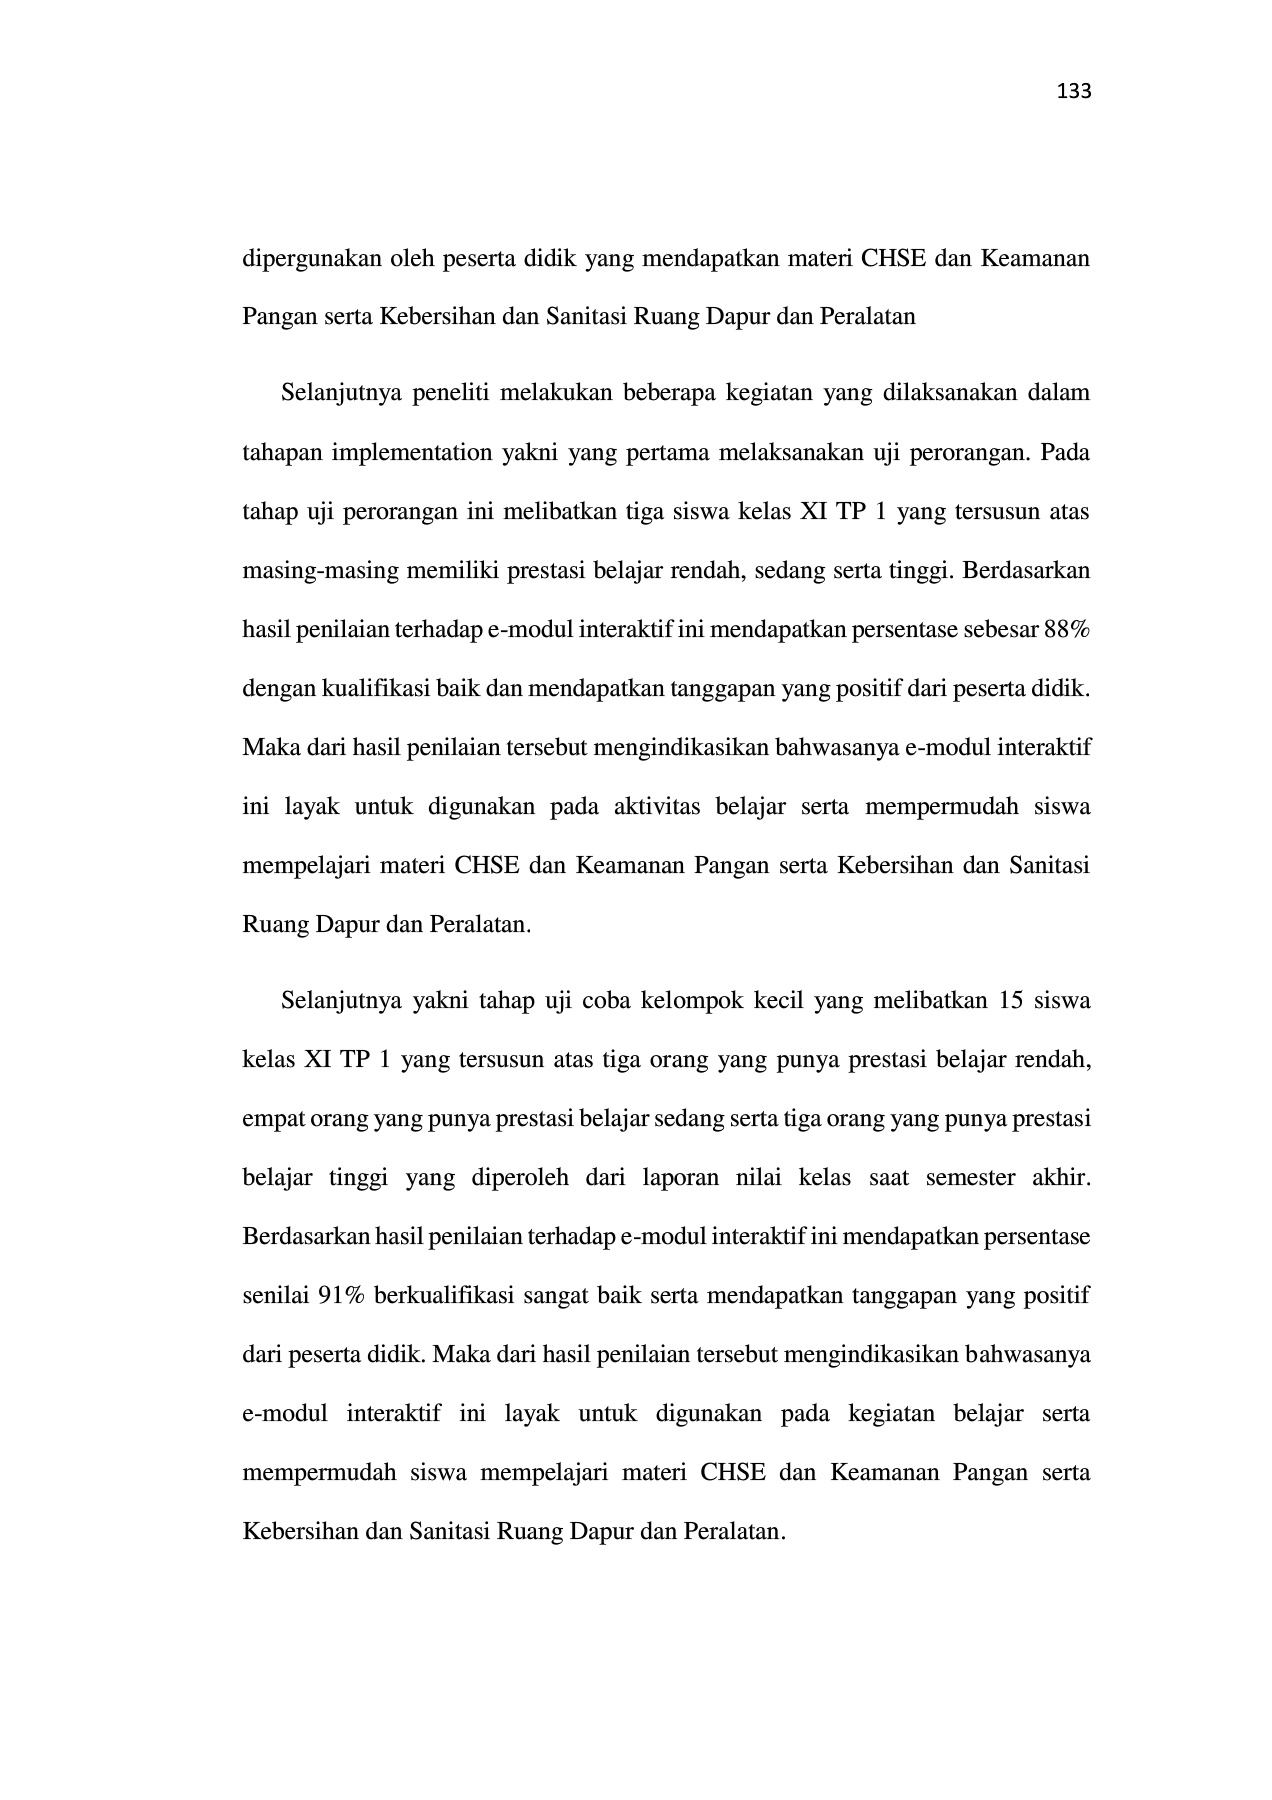 133
dipergunakan oleh peserta didik yang mendapatkan materi CHSE dan Keamanan
Pangan serta Kebersihan dan Sanitasi Ruang Dapur dan Peralatan
Selanjutnya peneliti melakukan beberapa kegiatan yang dilaksanakan dalam
tahapan implementation yakni yang pertama melaksanakan uji perorangan. Pada
tahap uji perorangan ini melibatkan tiga siswa kelas XI TP 1 yang tersusun atas
masing-masing memiliki prestasi belajar rendah, sedang serta tinggi. Berdasarkan
hasil penilaian terhadap e-modul interaktif ini mendapatkan persentase sebesar 88%
dengan kualifikasi baik dan mendapatkan tanggapan yang positif dari peserta didik.
Maka dari hasil penilaian tersebut mengindikasikan bahwasanya e-modul interaktif
ini layak untuk digunakan pada aktivitas belajar serta mempermudah siswa
mempelajari materi CHSE dan Keamanan Pangan serta Kebersihan dan Sanitasi
Ruang Dapur dan Peralatan.
Selanjutnya yakni tahap uji coba kelompok kecil yang melibatkan 15 siswa
kelas XI TP 1 yang tersusun atas tiga orang yang punya prestasi belajar rendah,
empat orang yang punya prestasi belajar sedang serta tiga orang yang punya prestasi
belajar tinggi yang diperoleh dari laporan nilai kelas saat semester akhir.
Berdasarkan hasil penilaian terhadap e-modul interaktif ini mendapatkan persentase
senilai 91% berkualifikasi sangat baik serta mendapatkan tanggapan yang positif
dari peserta didik. Maka dari hasil penilaian tersebut mengindikasikan bahwasanya
e-modul interaktif ini layak untuk digunakan pada kegiatan belajar serta
mempermudah siswa mempelajari materi CHSE dan Keamanan Pangan serta
Kebersihan dan Sanitasi Ruang Dapur dan Peralatan.